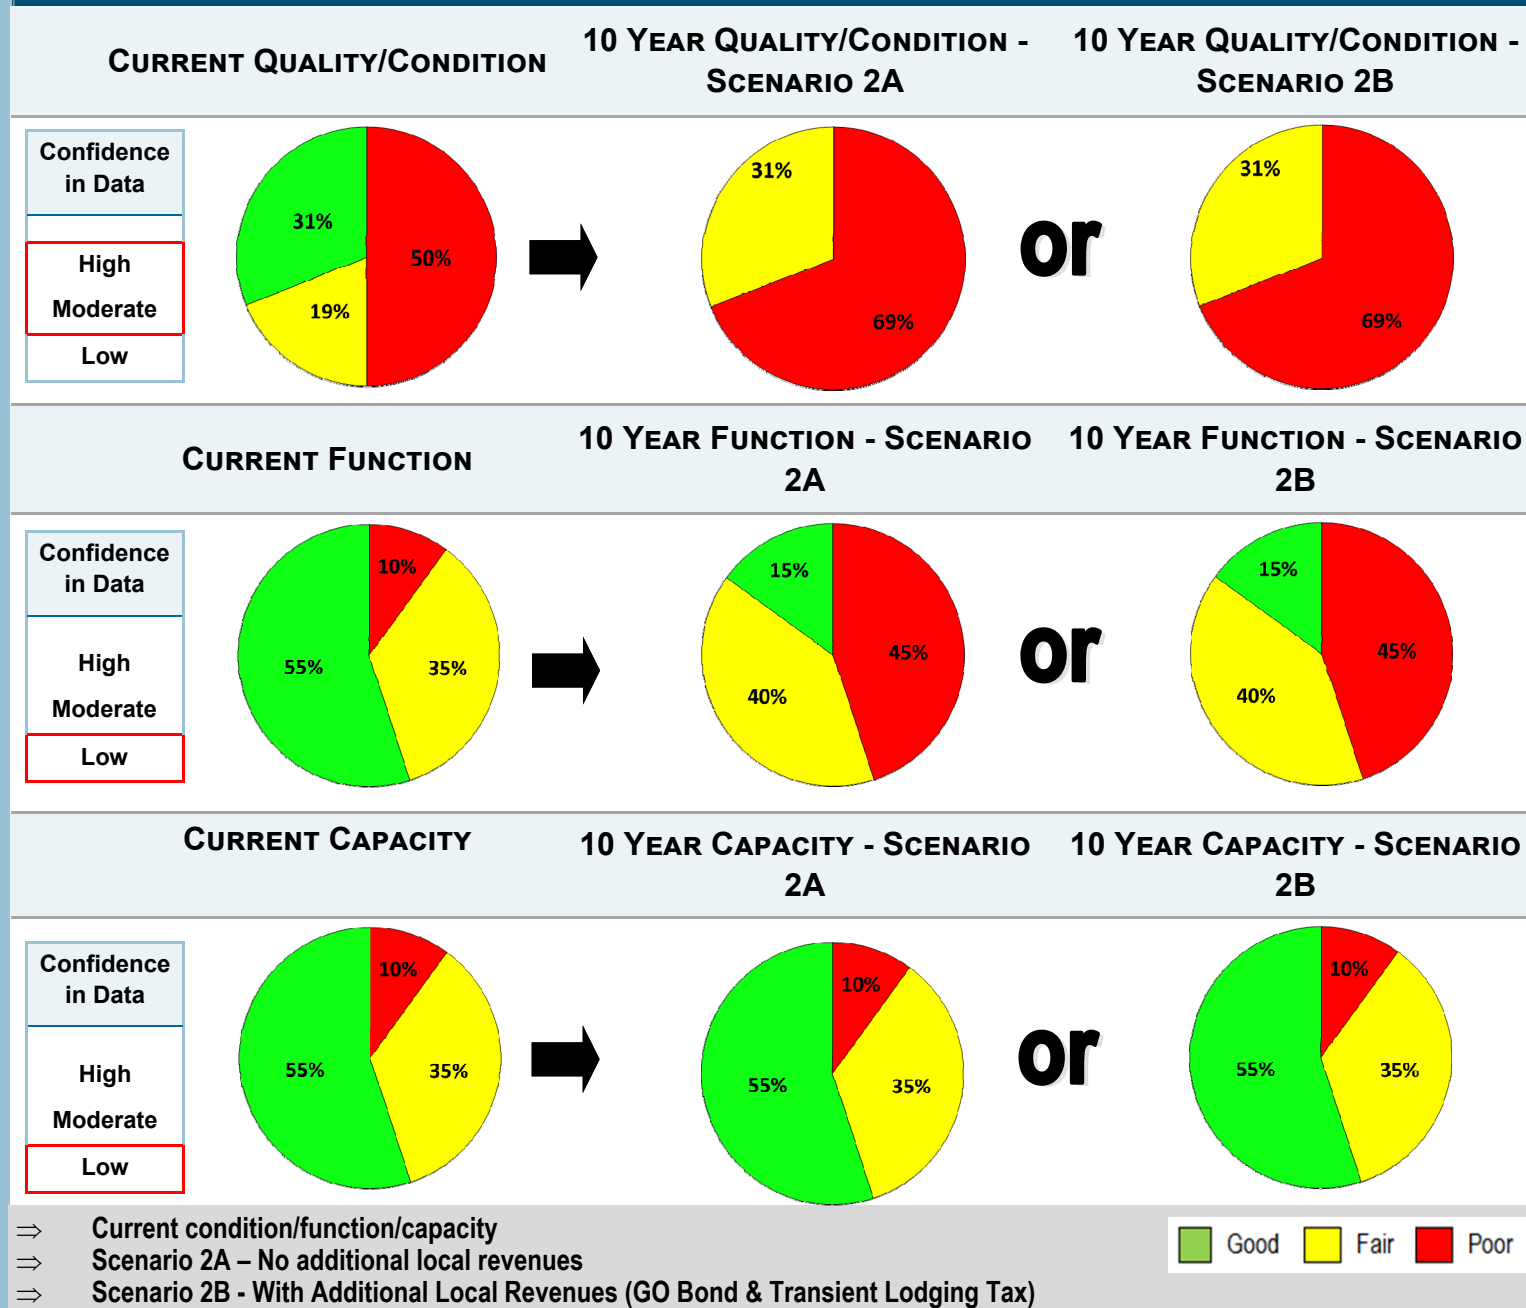 CURRENT QUALITY/CONDITION
10 YEAR QUALITY/CONDITION -
SCENARIO 2A
10 YEAR QUALITY/CONDITION -
SCENARIO 2B
Confidence
in Data
High
Moderate
Low
31%
50%
19%
31%
69%
or
31%
69%
CURRENT FUNCTION
10 YEAR FUNCTION - SCENARIO
2A
10 YEAR FUNCTION - SCENARIO
2B
Confidence
in Data
High
Moderate
Low
10%
55%
35%
15%
45%
40%
or
15%
45%
40%
CURRENT CAPACITY
10 YEAR CAPACITY - SCENARIO
2A
10 YEAR CAPACITY - SCENARIO
2B
Confidence
in Data
High
Moderate
Low
10%
55%
35%
10%
55%
35%
or
10%
55%
35%
⇒ Current condition/function/capacity
⇒ Scenario 2A – No additional local revenues
⇒ Scenario 2B - With Additional Local Revenues (GO Bond & Transient Lodging Tax)
Good Fair Poor